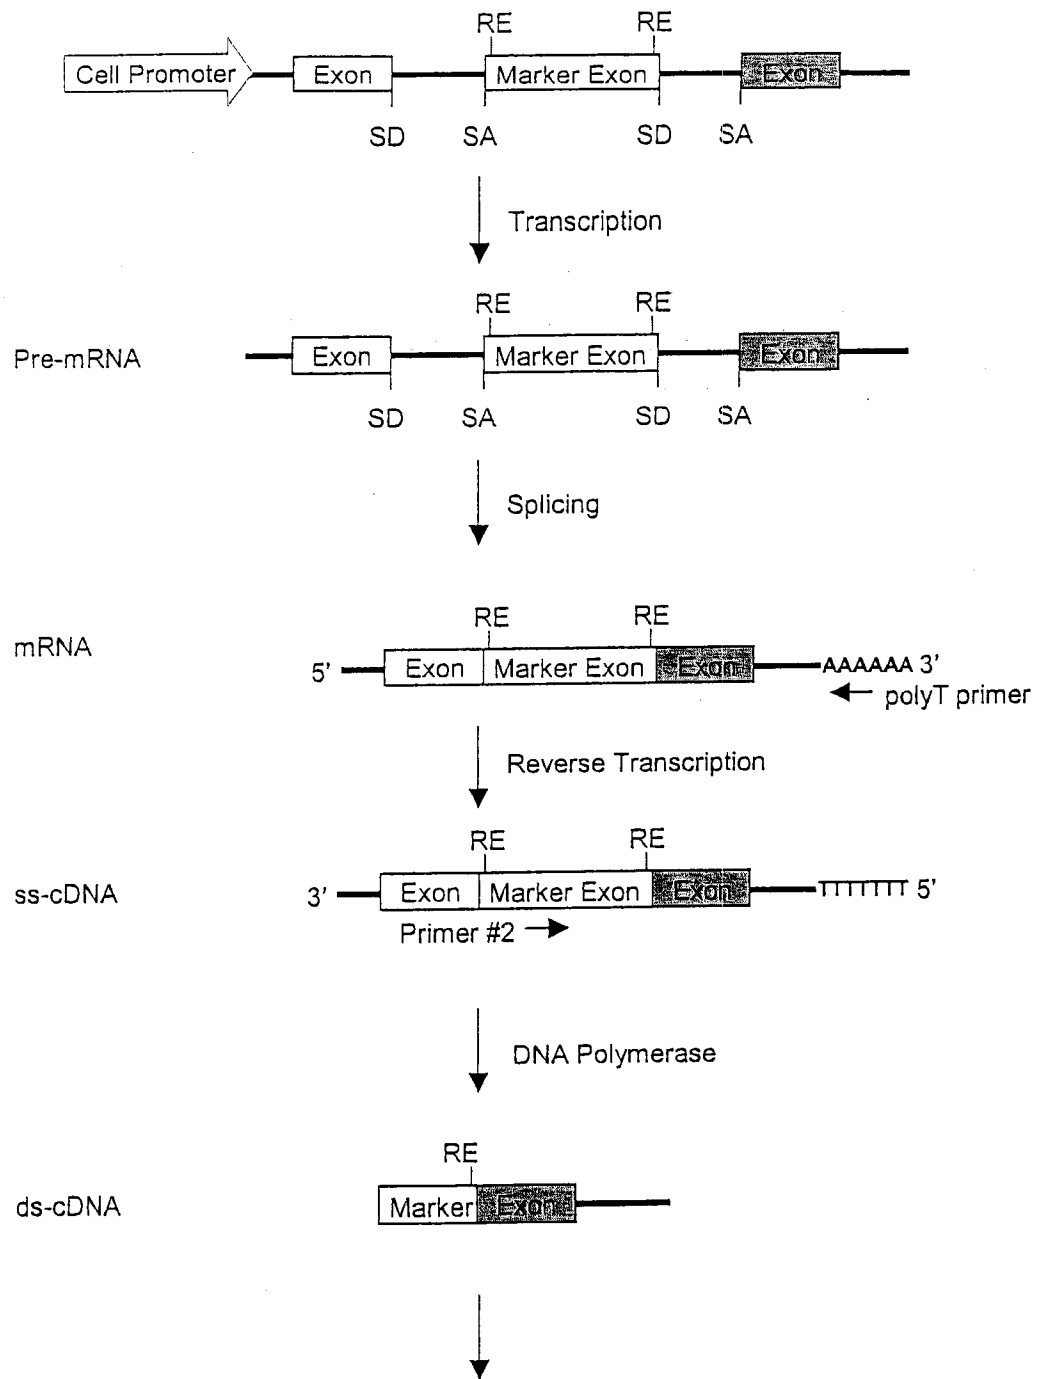 RE RE
Cell Promoter Exon Marker Exon Exon
SD SA SD SA
Transcription
RE RE
Pre-mRNA Exon Marker Exon Exon
SD SA SD SA
Splicing
RE RE
mRNA 5' Exon Marker Exon Exon AAAAAA 3'
polyT primer
Reverse Transcription
RE RE
ss-cDNA 3' Exon Marker Exon Exon TTTTTTT 5'
Primer #2
DNA Polymerase
RE
ds-cDNA Marker Exon